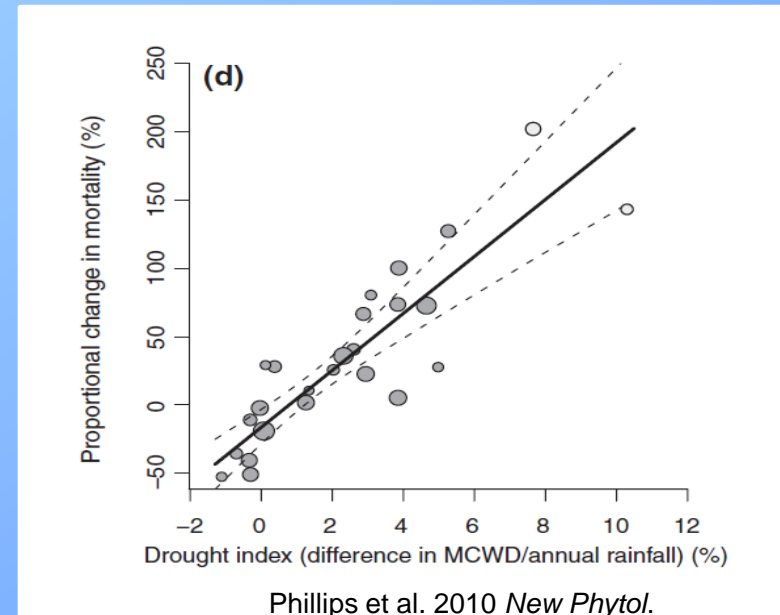 (d)
Proportional change in mortality (%)
250
200
150
100
50
0
−50
−2 0 2 4 6 8 10 12
Drought index (difference in MCWD/annual rainfall) (%)
Phillips et al. 2010 New Phytol.